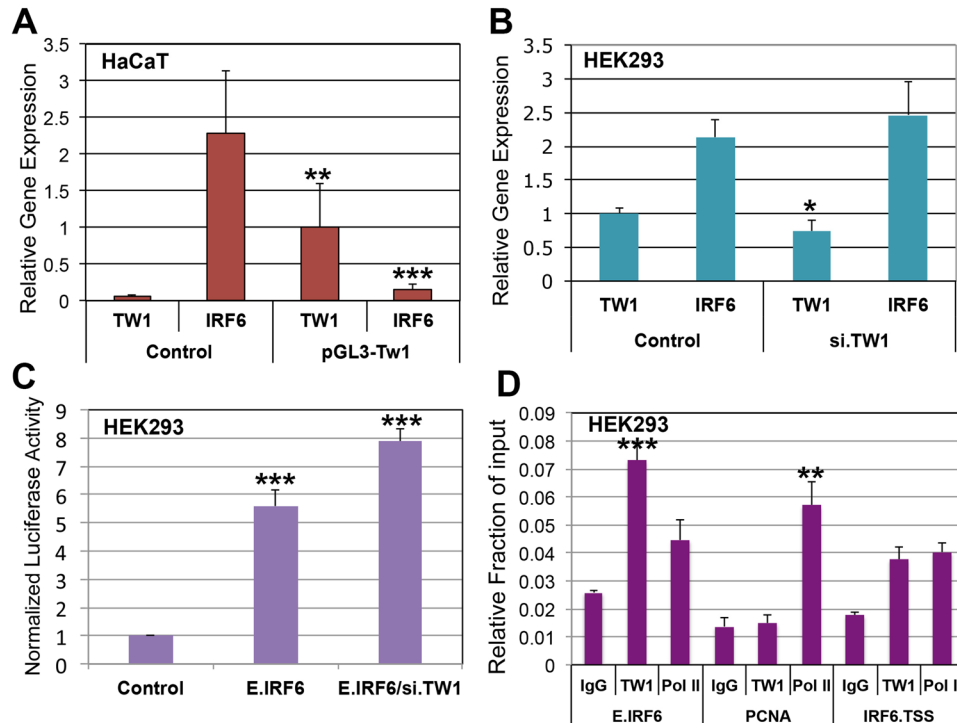 A
HaCaT
Relative Gene Expression
3.5
3
2.5
2
1.5
1
0.5
0
**
***
TW1 IRF6 TW1 IRF6
Control pGL3-Tw1
B
HEK293
Relative Gene Expression
3.5
3
2.5
2
1.5
1
0.5
0
*
TW1 IRF6 TW1 IRF6
Control si.TW1
C
HEK293
Normalized Luciferase Activity
9
8
7
6
5
4
3
2
1
0
***
***
Control E.IRF6 E.IRF6/si.TW1
D
HEK293
Relative Fraction of input
0.09
0.08
0.07
0.06
0.05
0.04
0.03
0.02
0.01
0
***
**
IgG TW1 Pol II IgG TW1 Pol II IgG TW1 Pol I
E.IRF6 PCNA IRF6.TSS